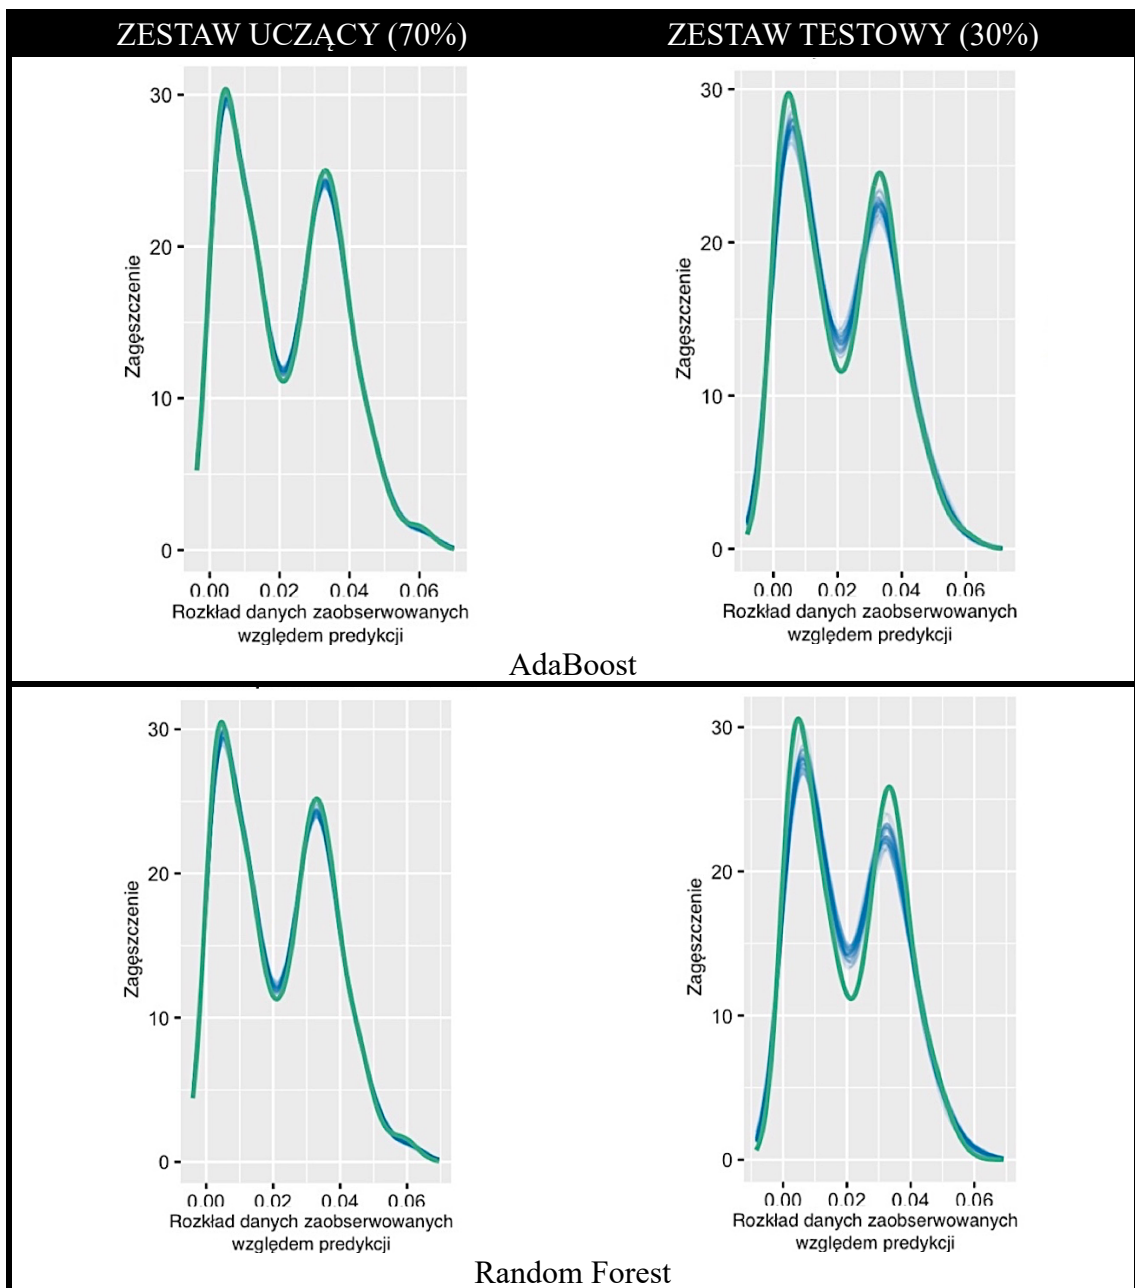 ZESTAW UCZĄCY (70%)
ZESTAW TESTOWY (30%)
30
20
10
0
Zagęszczenie
0.00 0.02 0.04 0.06
Rozkład danych zaobserwowanych
względem predykcji
30
20
10
0
Zagęszczenie
0.00 0.02 0.04 0.06
Rozkład danych zaobserwowanych
względem predykcji
AdaBoost
30
20
10
0
Zagęszczenie
0.00 0.02 0.04 0.06
Rozkład danych zaobserwowanych
względem predykcji
30
20
10
0
Zagęszczenie
0.00 0.02 0.04 0.06
Rozkład danych zaobserwowanych
względem predykcji
Random Forest